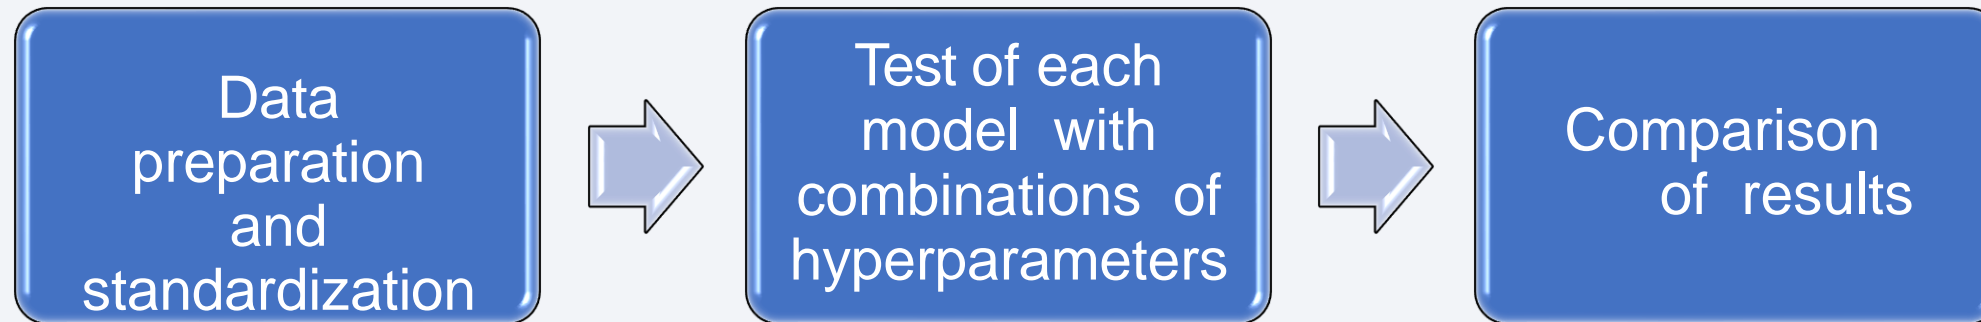 Data
preparation
and
standardization
Test of each
model with
combinations of
hyperparameters
Comparison
of results